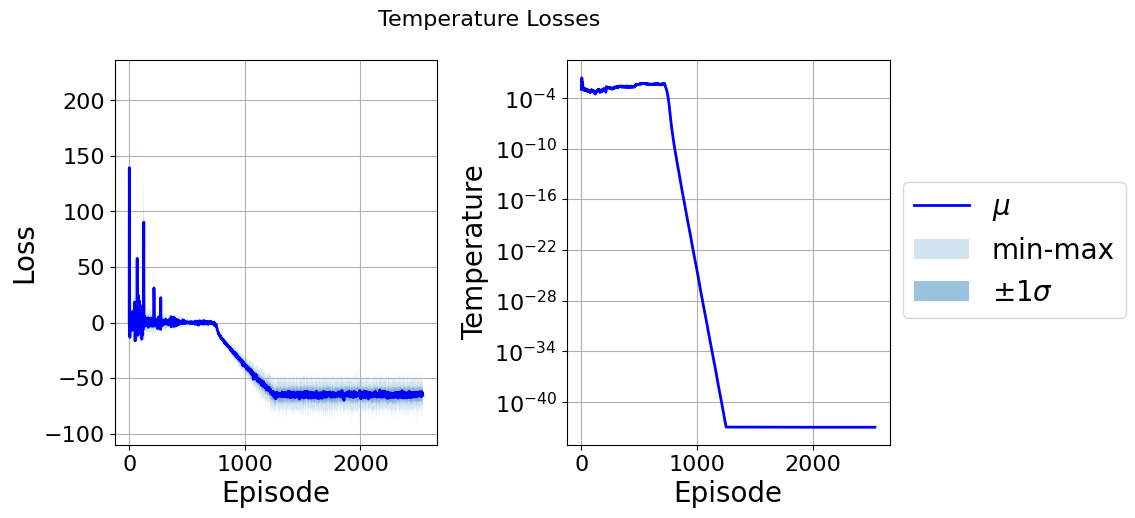 Temperature Losses
Loss
200
150
100
50
0
−50
−100
0 1000 2000
Episode
Temperature
10⁻⁴
10⁻¹⁰
10⁻¹⁶
10⁻²²
10⁻²⁸
10⁻³⁴
10⁻⁴⁰
0 1000 2000
Episode
μ
min-max
±1σ